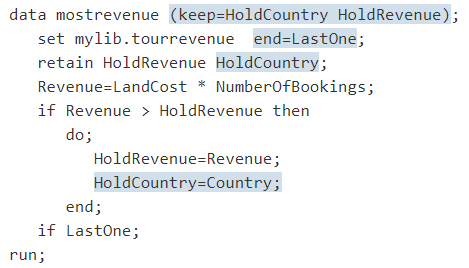 data mostrevenue (keep=HoldCountry HoldRevenue);
   set mylib.tourrevenue  end=LastOne;
   retain HoldRevenue HoldCountry;
   Revenue=LandCost * NumberOfBookings;
   if Revenue > HoldRevenue then
      do;
         HoldRevenue=Revenue;
         HoldCountry=Country;
      end;
   if LastOne;
run;